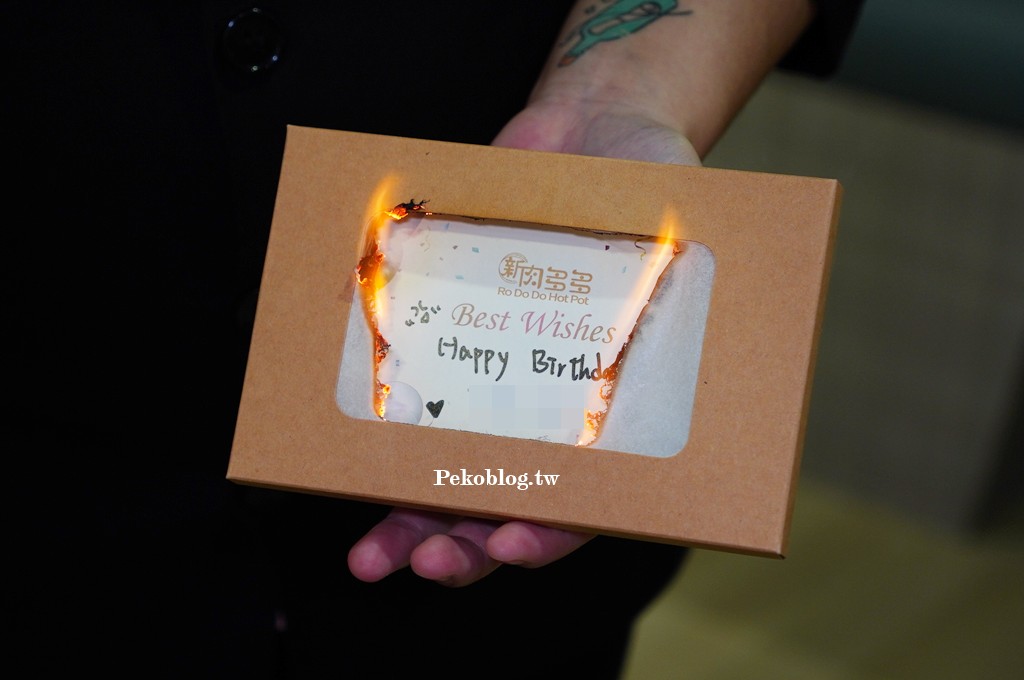 新肉多多
Ro Do Do Hot Pot
Best Wishes
Happy Birthd
Pekoblog.tw